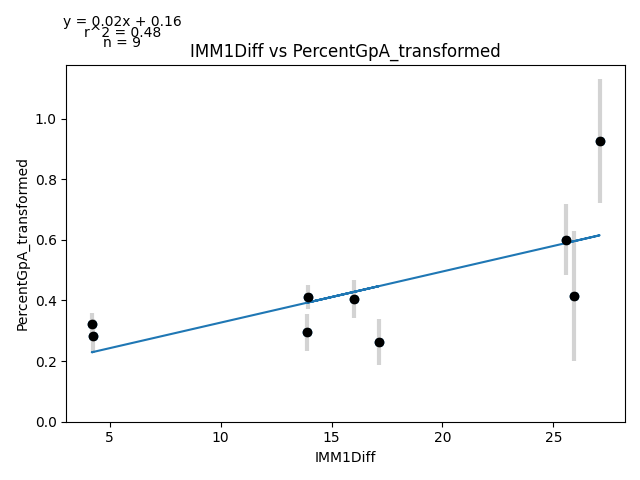 y = 0.02x + 0.16
r^2 = 0.48
n = 9
IMM1Diff vs PercentGpA_transformed
PercentGpA_transformed
1.0
0.8
0.6
0.4
0.2
0.0
5 10 15 20 25
IMM1Diff